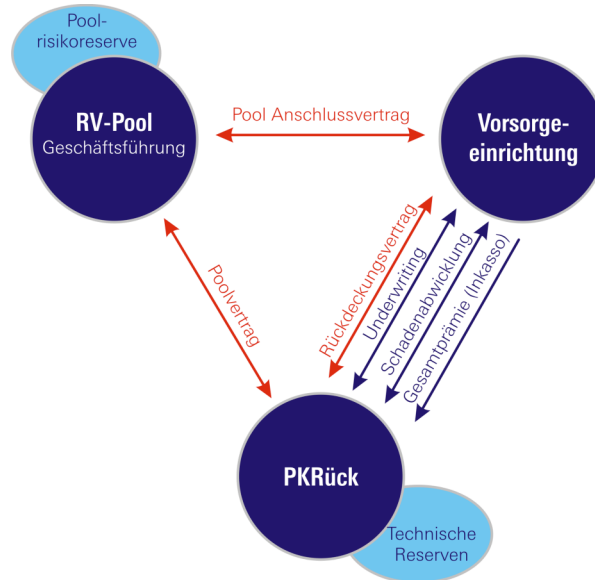 Pool-
risikoreserve
RV-Pool
Geschäftsführung
Pool Anschlussvertrag
Vorsorge-
einrichtung
Poolvertrag
Rückdeckungsvertrag
Underwriting
Schadenabwicklung
Gesamtprämie (Inkasso)
PKRück
Technische
Reserven